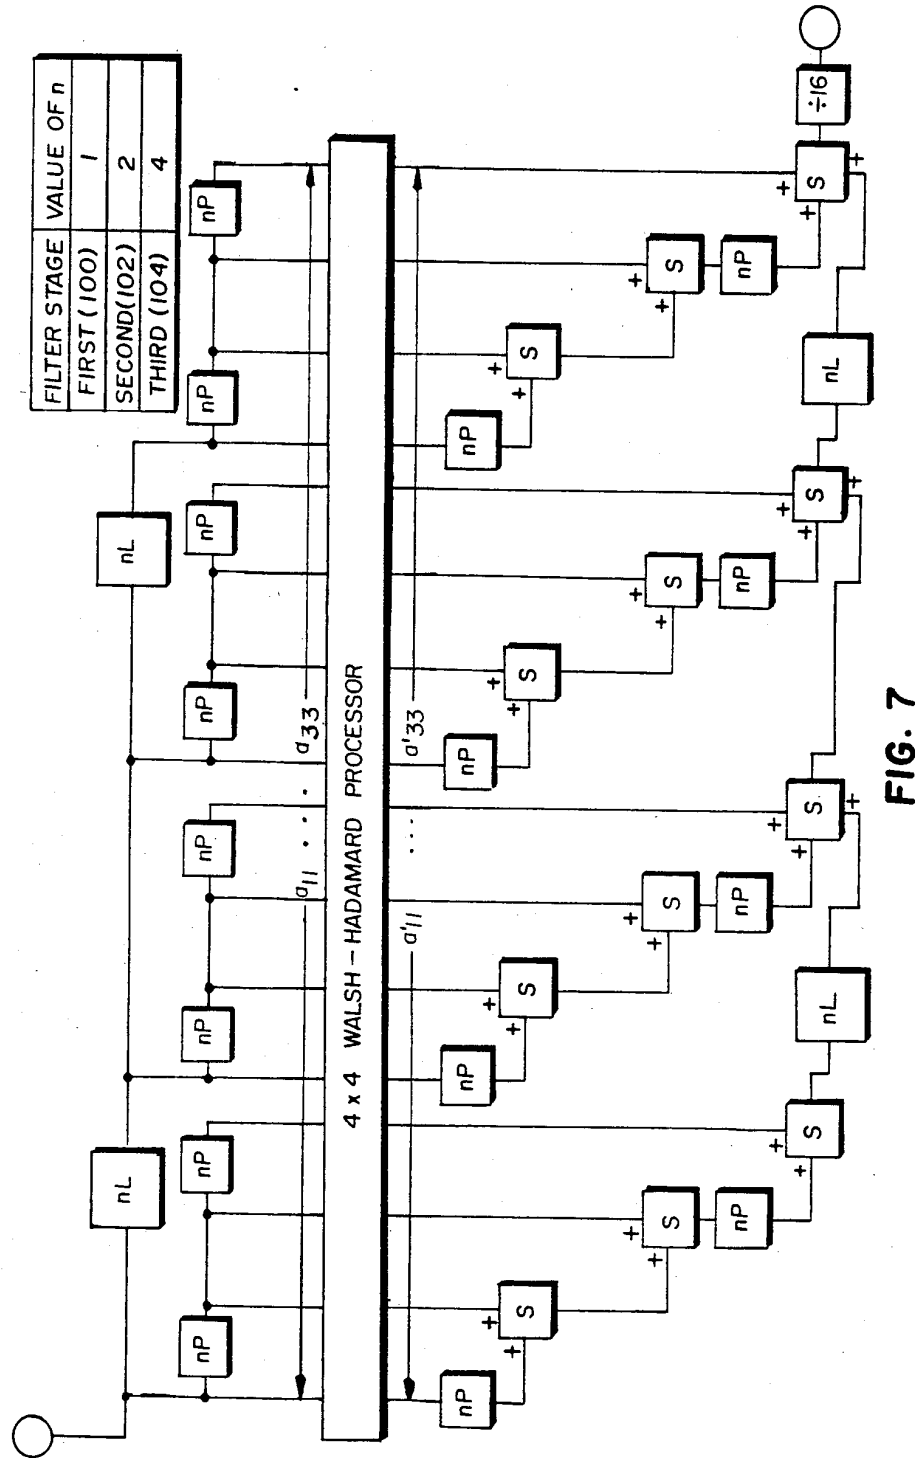 FILTER STAGE VALUE OF n
FIRST (100) 1
SECOND(102) 2
THIRD (104) 4
nL nL
nP nP nP nP nP nP nP nP
a11 . . . a33
4 x 4 WALSH – HADAMARD PROCESSOR
a'11 ... a'33
nP nP nP nP
+ + + +
+ + + +
S S S S
+ + + +
+ + + +
S S S S
nP nP nP nP
+ + + +
+ + + +
S S S S ÷16
nL nL
+ + +
FIG. 7